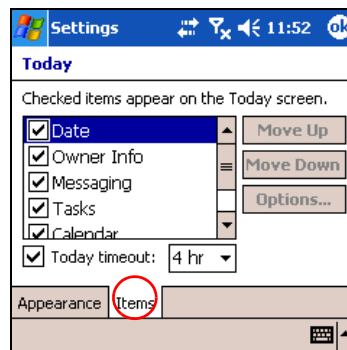 Settings 11:52 ok
Today
Checked items appear on the Today screen.
Date
Owner Info
Messaging
Tasks
Calendar
Move Up
Move Down
Options...
Today timeout: 4 hr
Appearance Items